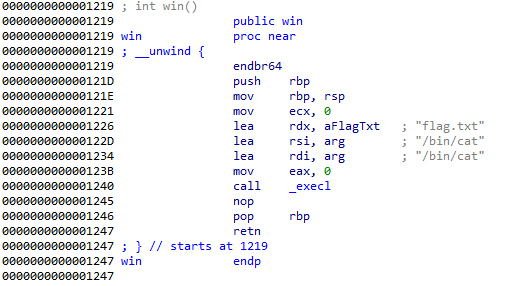 0000000000001219 ; int win()
0000000000001219 public win
0000000000001219 win proc near
0000000000001219 ; __unwind {
0000000000001219 endbr64
000000000000121D push rbp
000000000000121E mov rbp, rsp
0000000000001221 mov ecx, 0
0000000000001226 lea rdx, aFlagTxt ; "flag.txt"
000000000000122D lea rsi, arg ; "/bin/cat"
0000000000001234 lea rdi, arg ; "/bin/cat"
000000000000123B mov eax, 0
0000000000001240 call _execl
0000000000001245 nop
0000000000001246 pop rbp
0000000000001247 retn
0000000000001247 ; } // starts at 1219
0000000000001247 win endp
0000000000001247